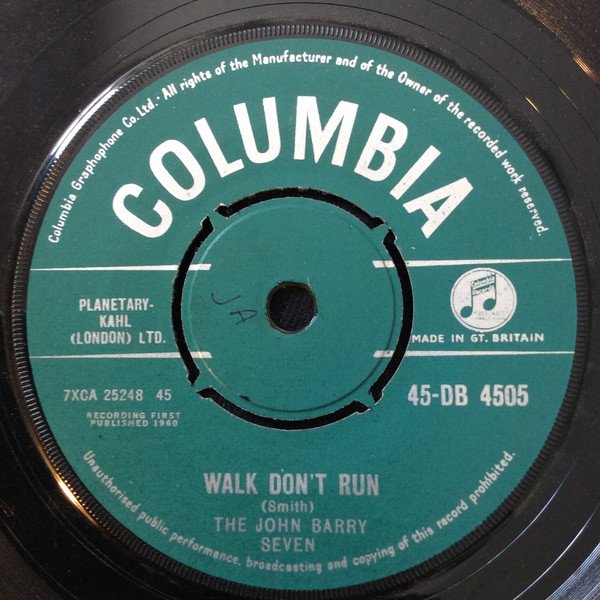 Columbia Graphophone Co. Ltd. · All rights of the Manufacturer and of the Owner of the recorded work reserved.
COLUMBIA
PLANETARY-
KAHL
(LONDON) LTD.
JA
Columbia
Records
MADE IN GT. BRITAIN
7XCA 25248 45
45-DB 4505
RECORDING FIRST
PUBLISHED 1960
WALK DON'T RUN
(Smith)
THE JOHN BARRY
SEVEN
Unauthorised public performance, broadcasting and copying of this record prohibited.